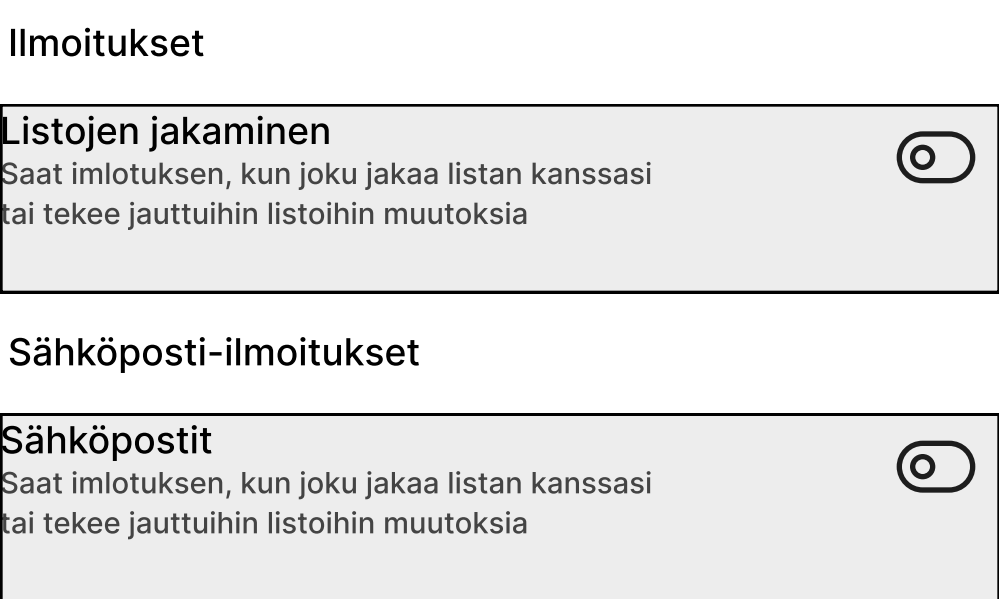 Ilmoitukset
Listojen jakaminen
Saat imlotuksen, kun joku jakaa listan kanssasi
tai tekee jauttuihin listoihin muutoksia
Sähköposti-ilmoitukset
Sähköpostit
Saat imlotuksen, kun joku jakaa listan kanssasi
tai tekee jauttuihin listoihin muutoksia